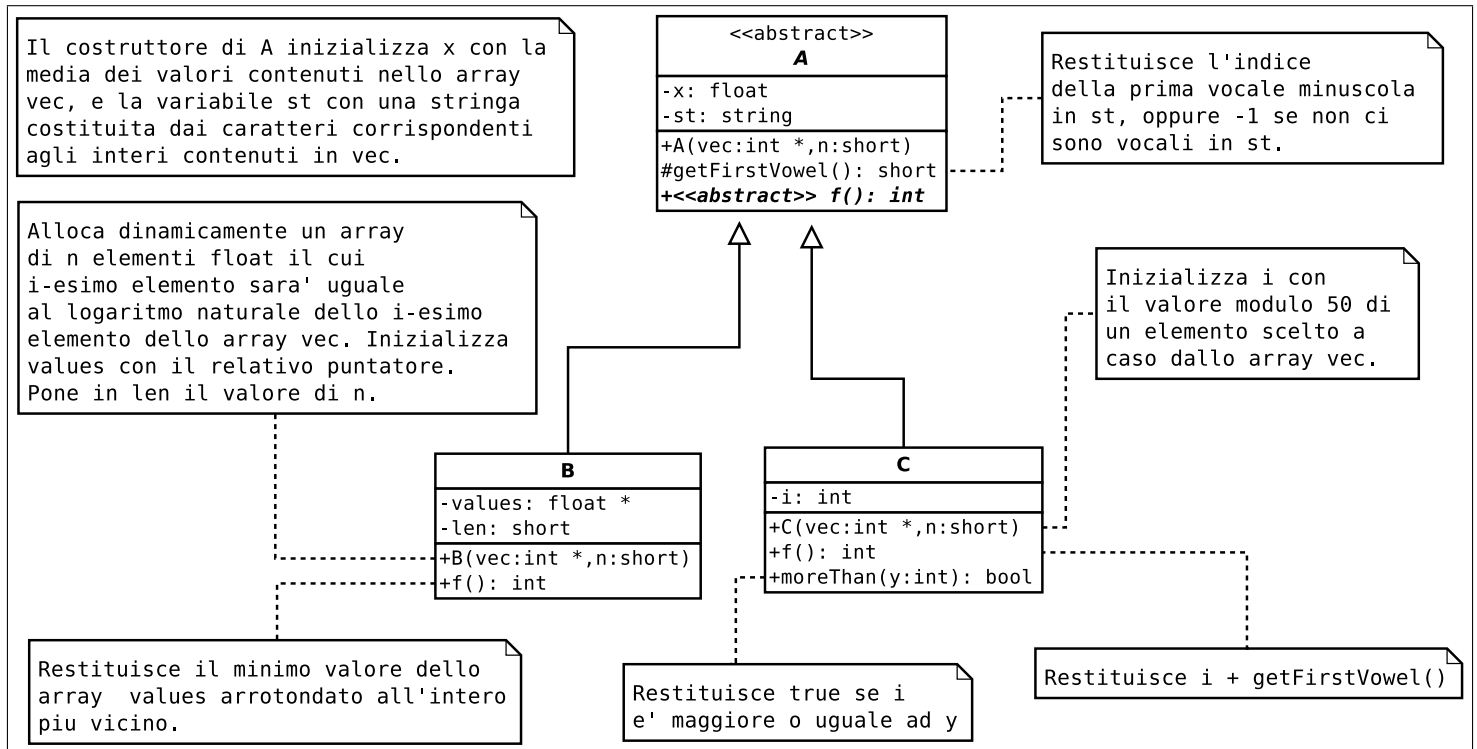 Il costruttore di A inizializza x con la
media dei valori contenuti nello array
vec, e la variabile st con una stringa
costituita dai caratteri corrispondenti
agli interi contenuti in vec.
<<abstract>>
A
-x: float
-st: string
+A(vec:int *,n:short)
#getFirstVowel(): short
+<<abstract>> f(): int
Restituisce l'indice
della prima vocale minuscola
in st, oppure -1 se non ci
sono vocali in st.
Alloca dinamicamente un array
di n elementi float il cui
i-esimo elemento sara' uguale
al logaritmo naturale dello i-esimo
elemento dello array vec. Inizializza
values con il relativo puntatore.
Pone in len il valore di n.
Inizializza i con
il valore modulo 50 di
un elemento scelto a
caso dallo array vec.
B
-values: float *
-len: short
+B(vec:int *,n:short)
+f(): int
C
-i: int
+C(vec:int *,n:short)
+f(): int
+moreThan(y:int): bool
Restituisce il minimo valore dello
array  values arrotondato all'intero
piu vicino.
Restituisce true se i
e' maggiore o uguale ad y
Restituisce i + getFirstVowel()